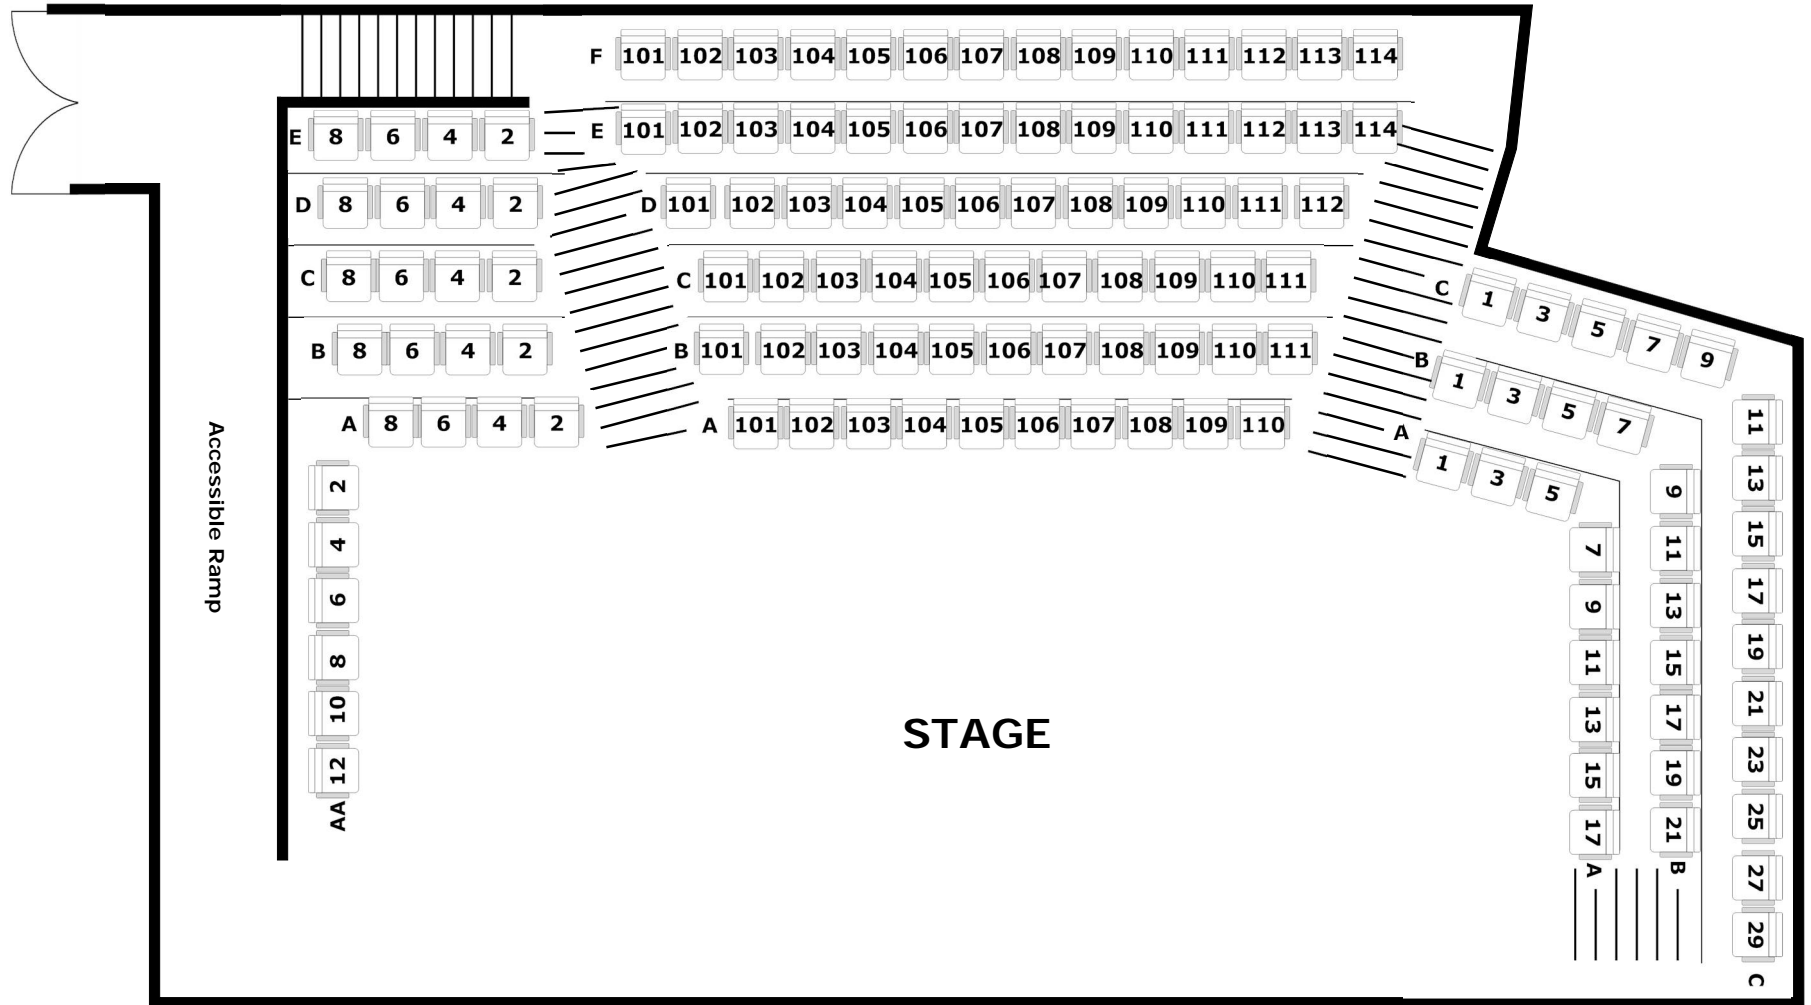 F 101 102 103 104 105 106 107 108 109 110 111 112 113 114
E 8 6 4 2
E 101 102 103 104 105 106 107 108 109 110 111 112 113 114
D 8 6 4 2
D 101 102 103 104 105 106 107 108 109 110 111 112
C 8 6 4 2
C 101 102 103 104 105 106 107 108 109 110 111
C 1 3 5 7 9
B 8 6 4 2
B 101 102 103 104 105 106 107 108 109 110 111
B 1 3 5 7
A 8 6 4 2
A 101 102 103 104 105 106 107 108 109 110
A 1 3 5
Accessible Ramp
2 4 6 8 10 12 AA
STAGE
7 9 11 13 15 17 A
9 11 13 15 17 19 21 B
11 13 15 17 19 21 23 25 27 29 C